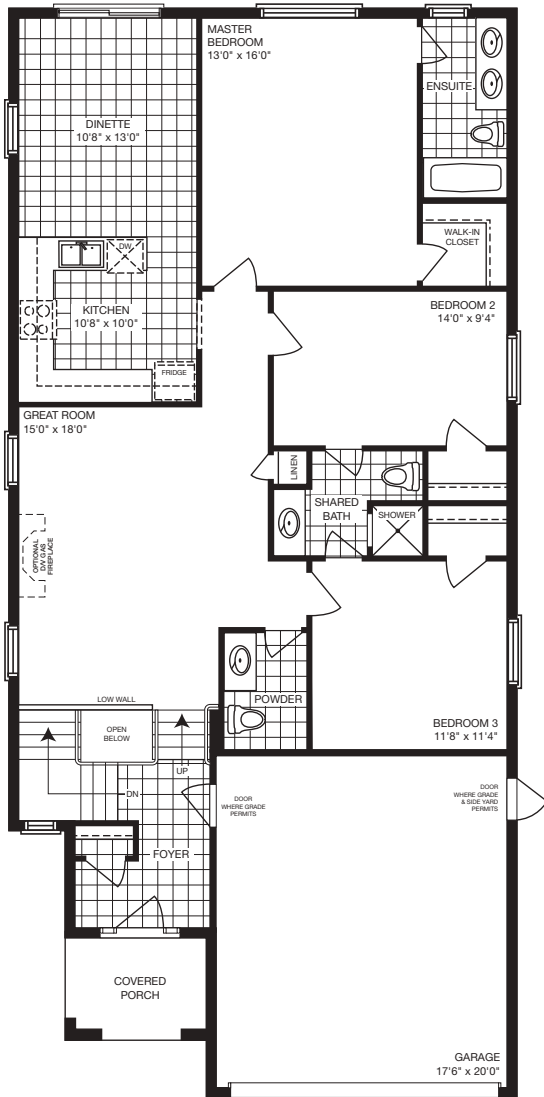 MASTER
BEDROOM
13'0" x 16'0"
ENSUITE
DINETTE
10'8" x 13'0"
WALK-IN
CLOSET
DW
KITCHEN
10'8" x 10'0"
FRIDGE
BEDROOM 2
14'0" x 9'4"
GREAT ROOM
15'0" x 18'0"
LINEN
SHARED
BATH
SHOWER
OPTIONAL
D/V GAS
FIREPLACE
LOW WALL
OPEN
BELOW
UP
DN
POWDER
BEDROOM 3
11'8" x 11'4"
DOOR
WHERE GRADE
PERMITS
DOOR
WHERE GRADE
& SIDE YARD
PERMITS
FOYER
COVERED
PORCH
GARAGE
17'6" x 20'0"